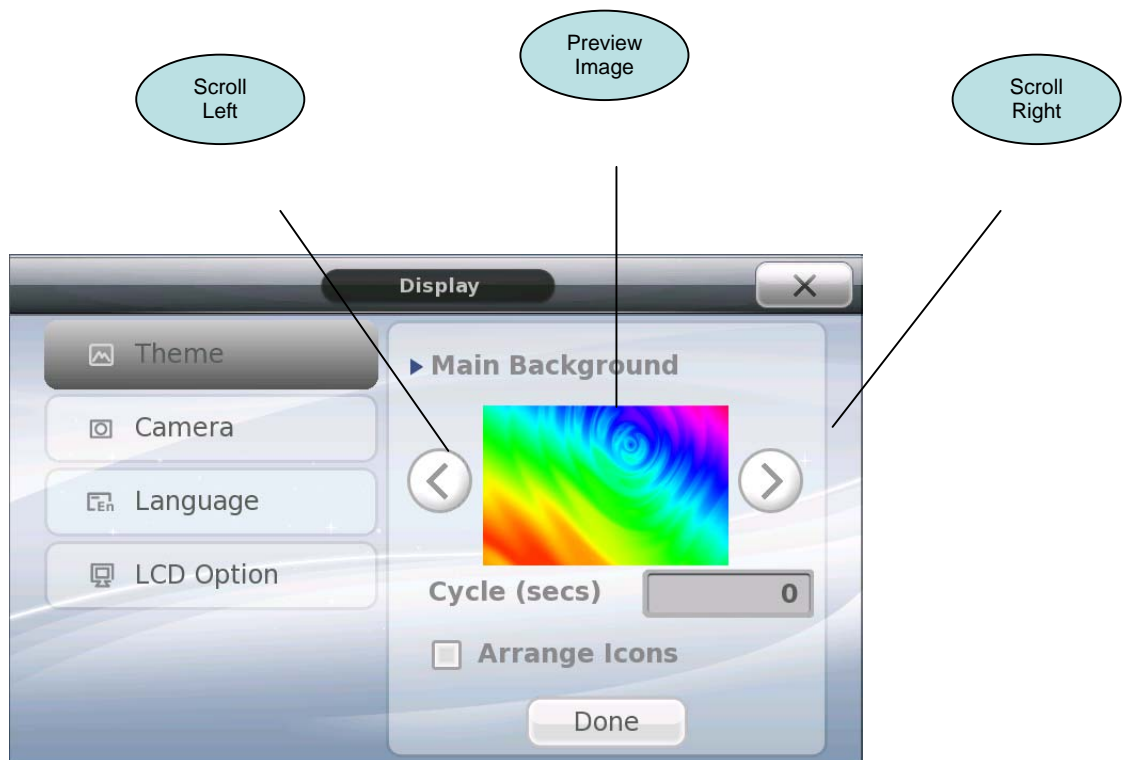 Preview
Image
Scroll
Left
Scroll
Right
Display
Theme
Camera
En Language
LCD Option
Main Background
Cycle (secs) 0
Arrange Icons
Done